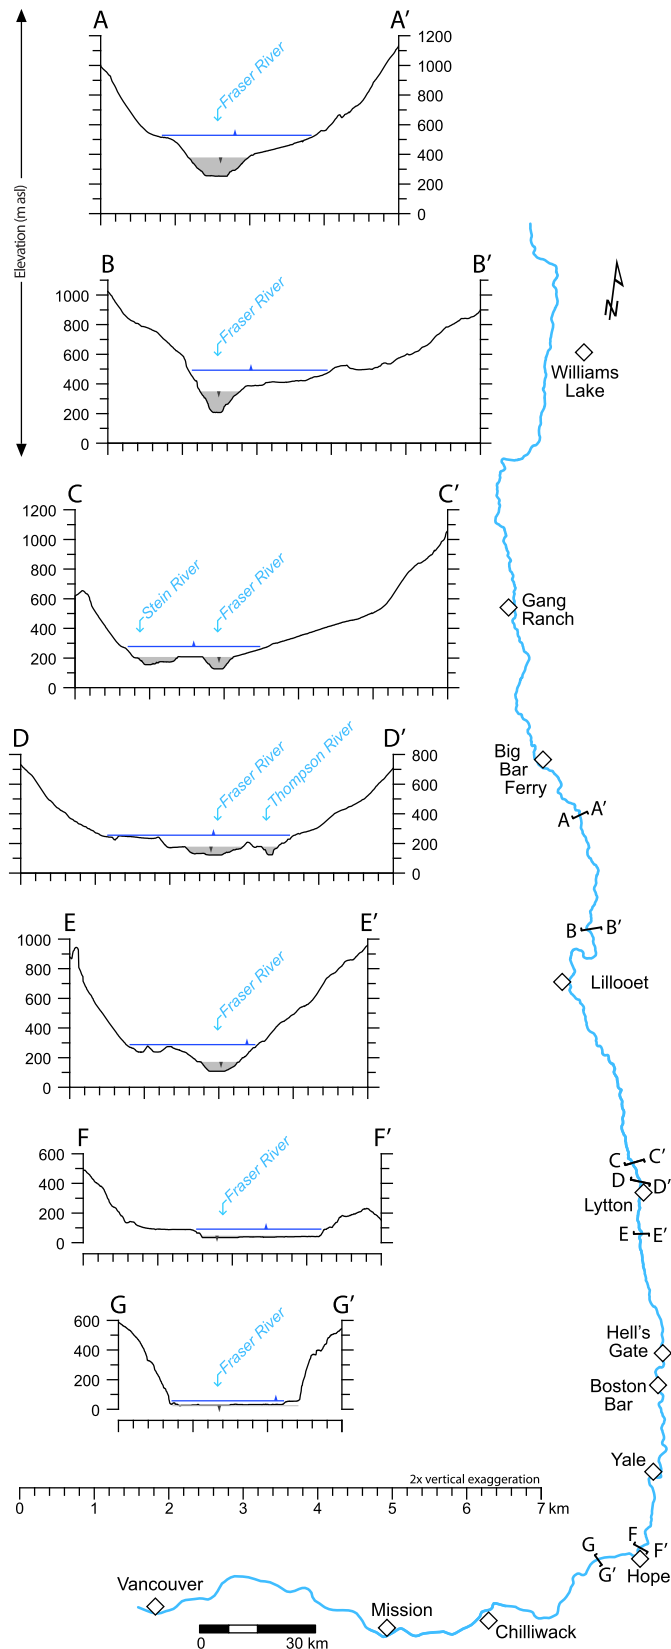 A
A′
1200
1000
800
600
400
200
0
Fraser River
Elevation (m asl)
B
B′
1000
800
600
400
200
0
Fraser River
N
Williams
Lake
C
C′
1200
1000
800
600
400
200
0
Stein River
Fraser River
Gang
Ranch
D
D′
800
600
400
200
0
Fraser River
Thompson River
Big
Bar
Ferry
A
A′
B
B′
Lillooet
E
E′
1000
800
600
400
200
0
Fraser River
F
F′
600
400
200
0
Fraser River
C
C′
D
D′
Lytton
E
E′
G
G′
600
400
200
0
Fraser River
Hell's
Gate
Boston
Bar
Yale
2x vertical exaggeration
0 1 2 3 4 5 6 7 km
F
F′
G
G′
Hope
Vancouver
Mission
Chilliwack
0 30 km